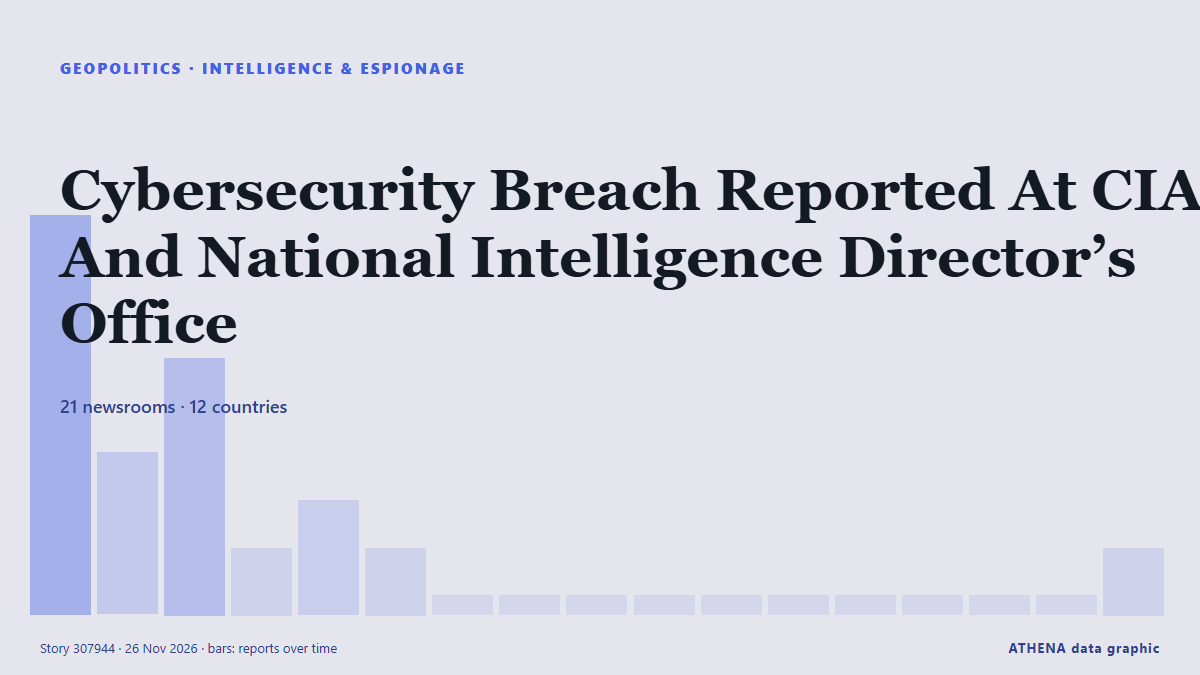 GEOPOLITICS · INTELLIGENCE & ESPIONAGE
Cybersecurity Breach Reported At CIA
And National Intelligence Director’s
Office
21 newsrooms · 12 countries
Story 307944 · 26 Nov 2026 · bars: reports over time
ATHENA data graphic